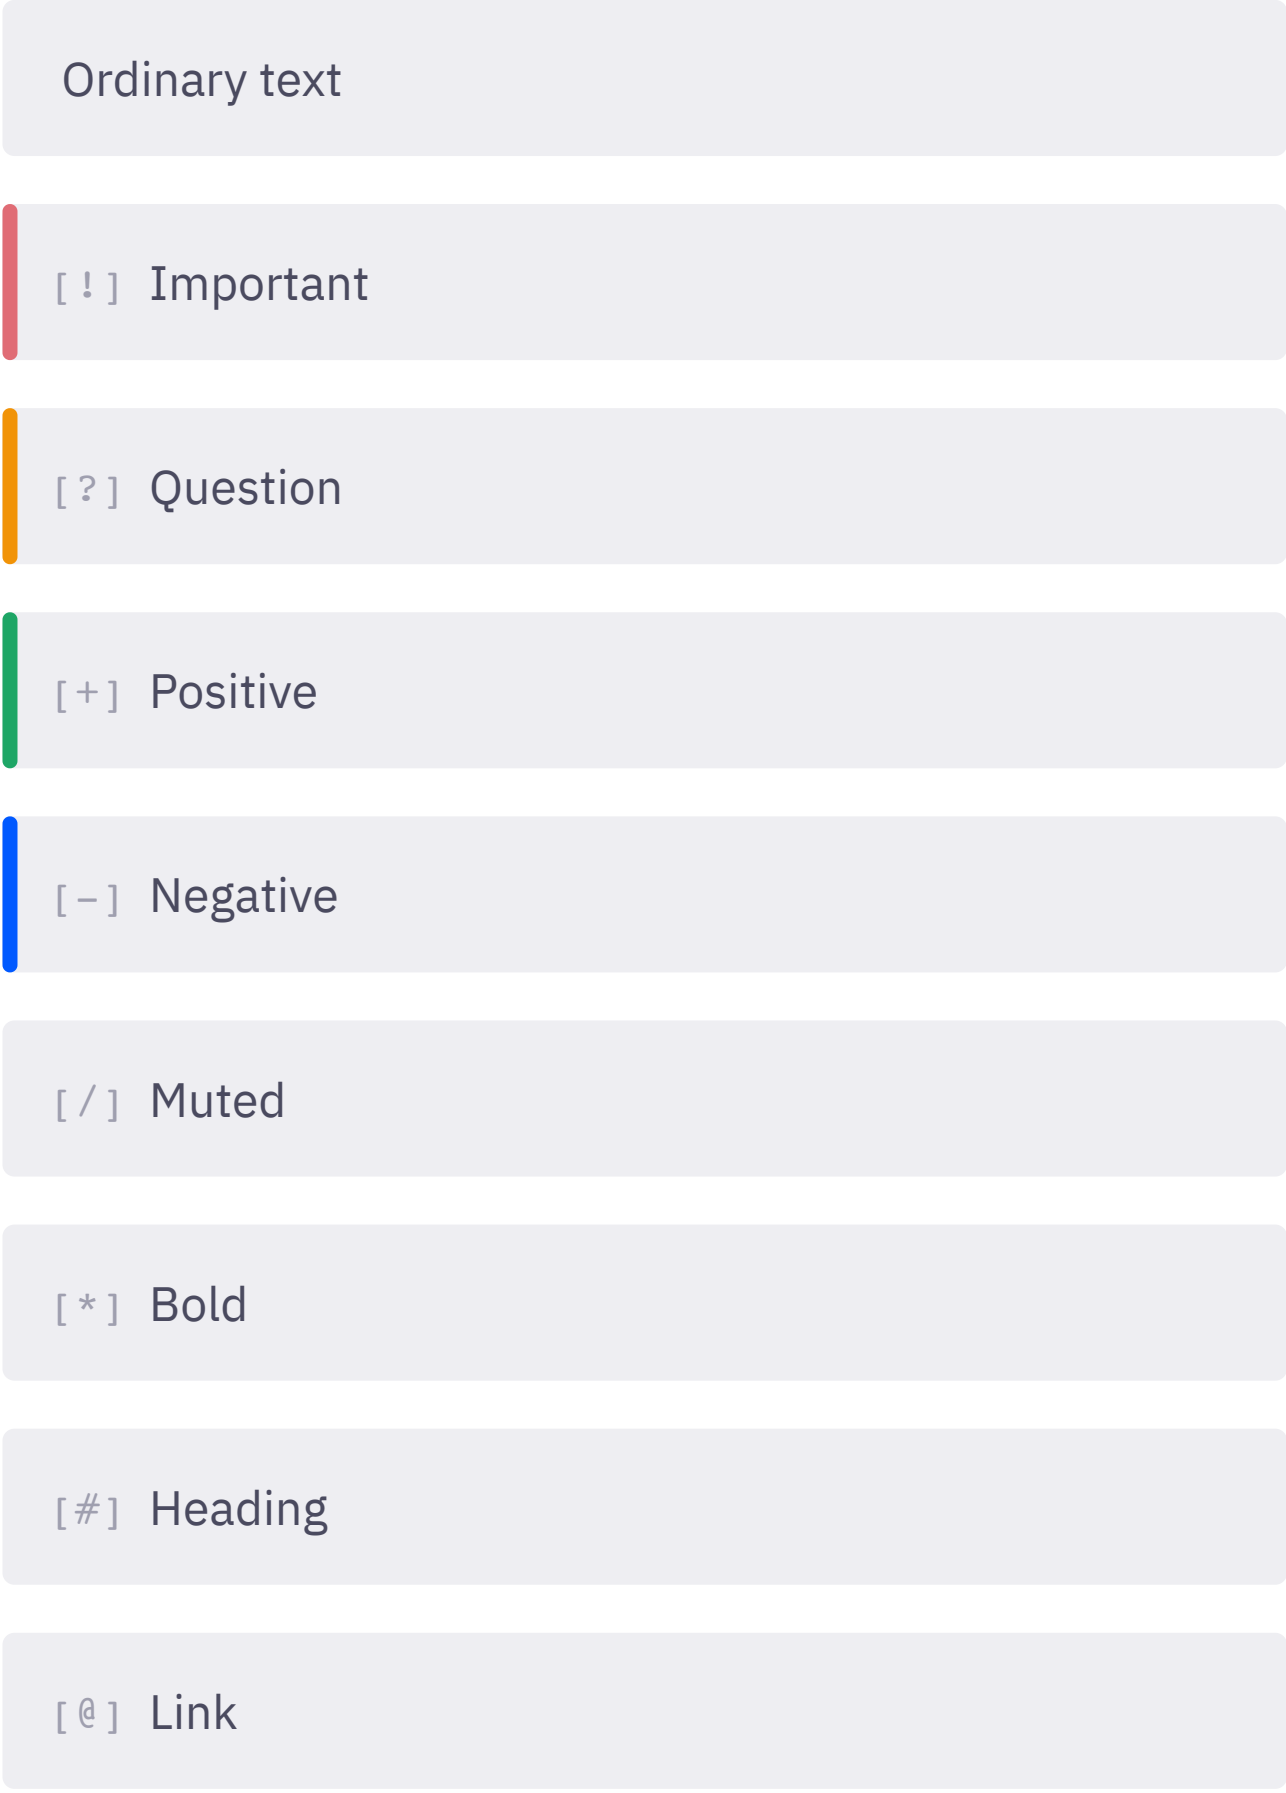 Ordinary text
[!] Important
[?] Question
[+] Positive
[-] Negative
[/] Muted
[*] Bold
[#] Heading
[@] Link